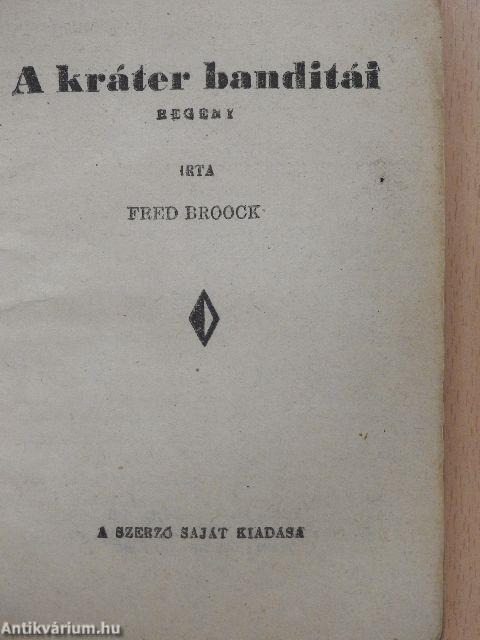 A kráter banditái
REGÉNY
IRTA
FRED BROOCK
A SZERZŐ SAJÁT KIADÁSA
Antikvárium.hu